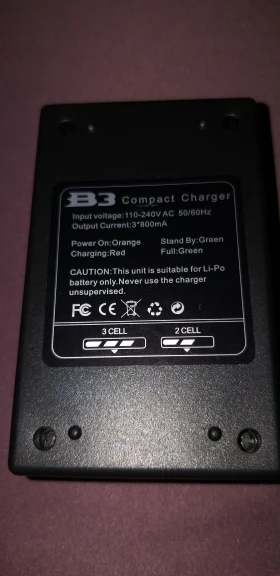 B3 Compact Charger
Input voltage:110-240V AC 50/60Hz
Output Current:3*800mA
Power On:Orange Stand By:Green
Charging:Red Full:Green
CAUTION:This unit is suitable for Li-Po
battery only.Never use the charger
unsupervised.
FC CE
3 CELL 2 CELL